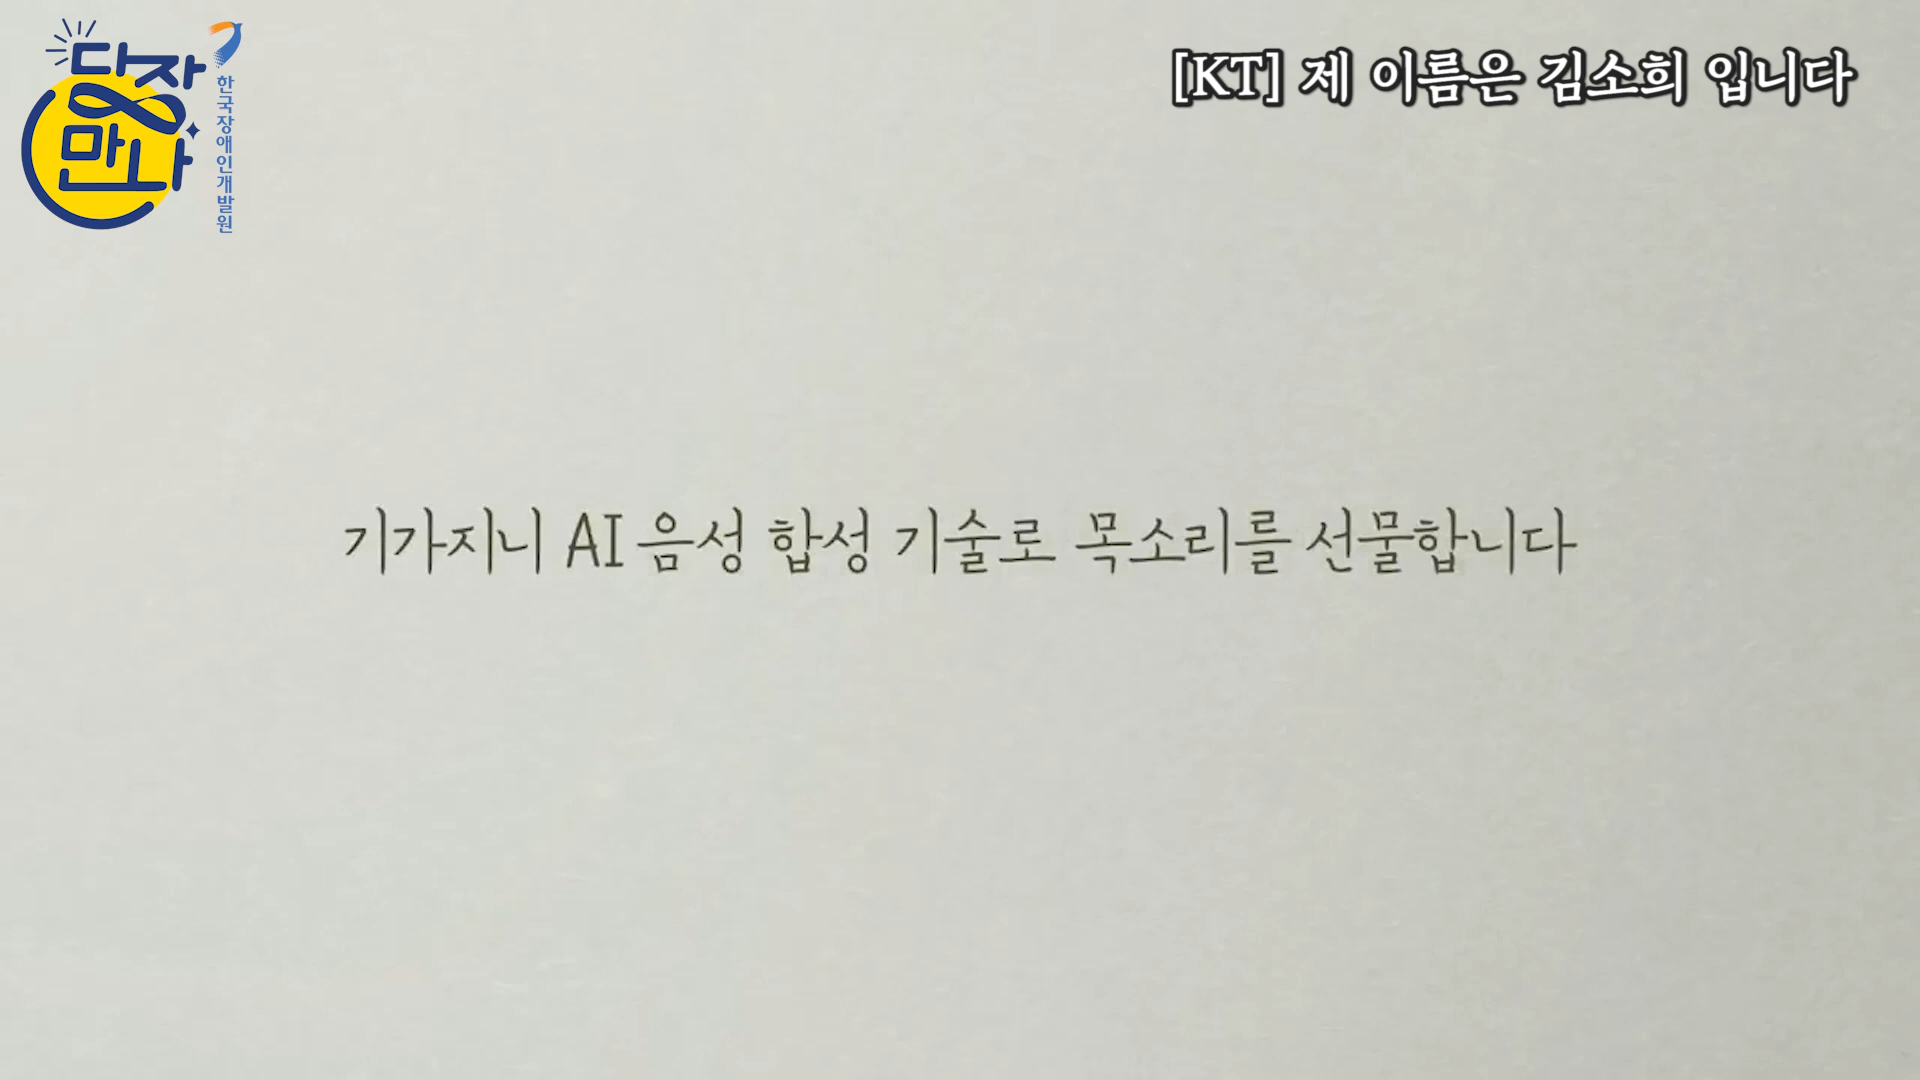 당장
만나
한국장애인개발원
[KT] 제 이름은 김소희 입니다
기가지니 AI 음성 합성 기술로 목소리를 선물합니다